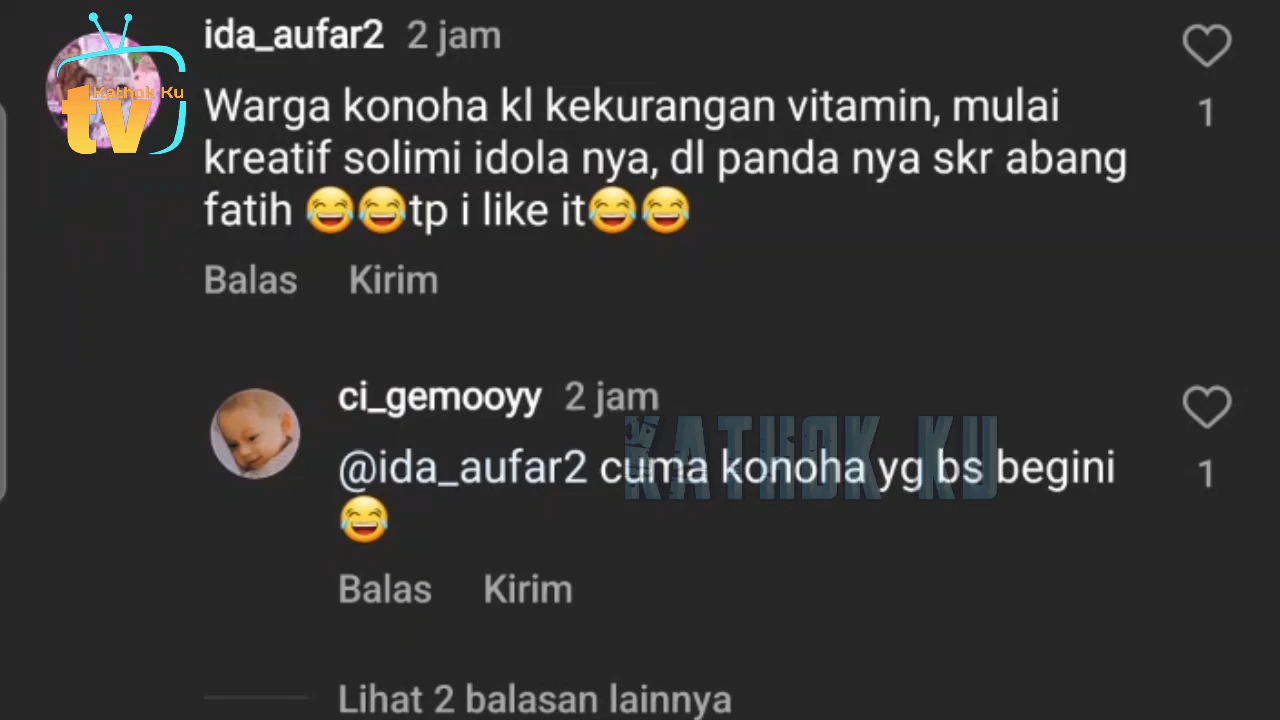 ida_aufar2 2 jam
Kathok Ku
tv
Warga konoha kl kekurangan vitamin, mulai
kreatif solimi idola nya, dl panda nya skr abang
fatih 😂😂tp i like it😂😂
1
Balas Kirim
ci_gemooyy 2 jam
KATHOK KU
@ida_aufar2 cuma konoha yg bs begini
😂
1
Balas Kirim
Lihat 2 balasan lainnya